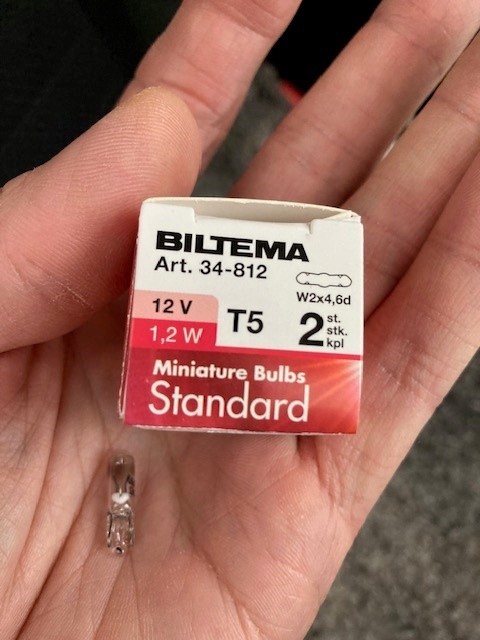 BILTEMA
Art. 34-812
W2x4,6d
12 V
1,2 W
T5
2 st.
stk.
kpl
Miniature Bulbs
Standard